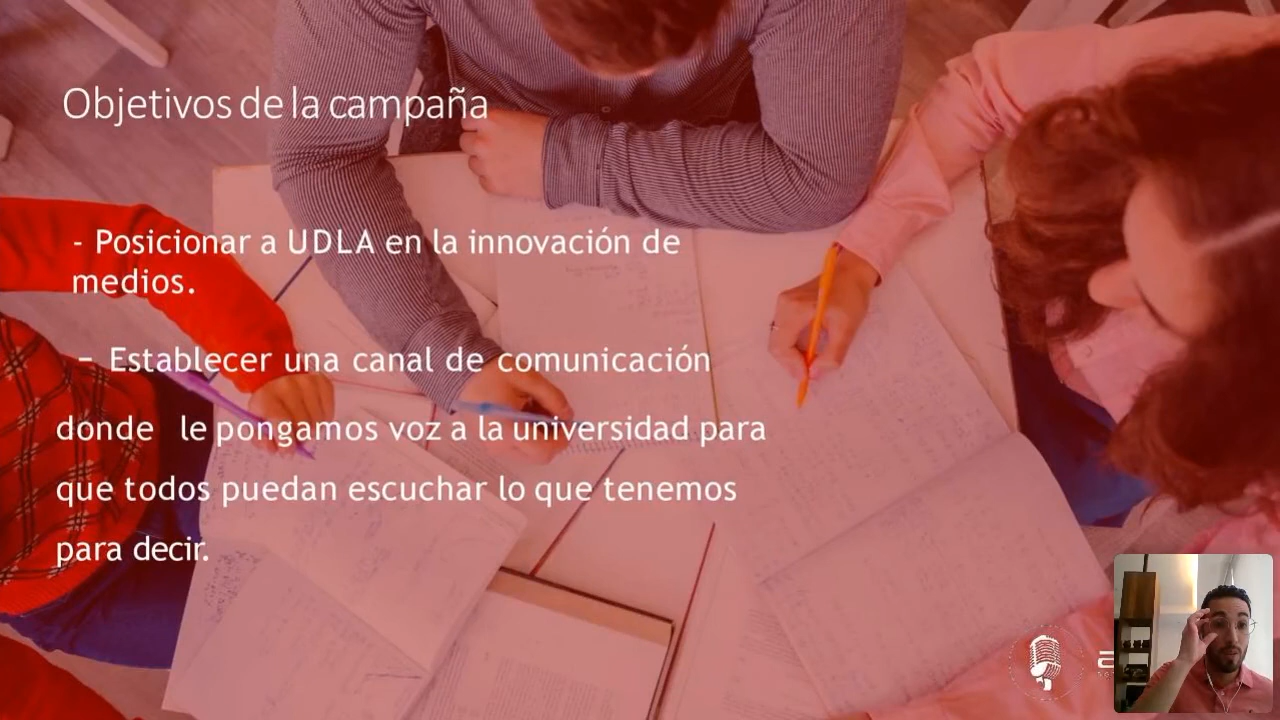 Objetivos de la campaña
- Posicionar a UDLA en la innovación de
medios.
- Establecer una canal de comunicación
donde le pongamos voz a la universidad para
que todos puedan escuchar lo que tenemos
para decir.